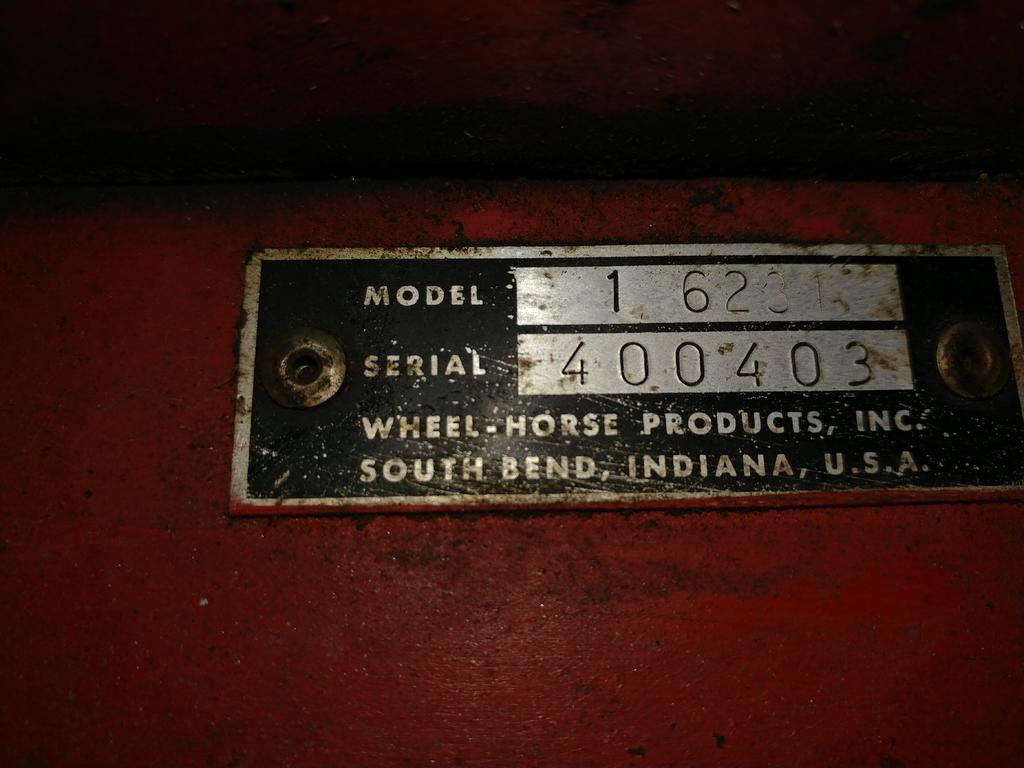 MODEL 1 6231
SERIAL 400403
WHEEL-HORSE PRODUCTS, INC.
SOUTH BEND, INDIANA, U.S.A.